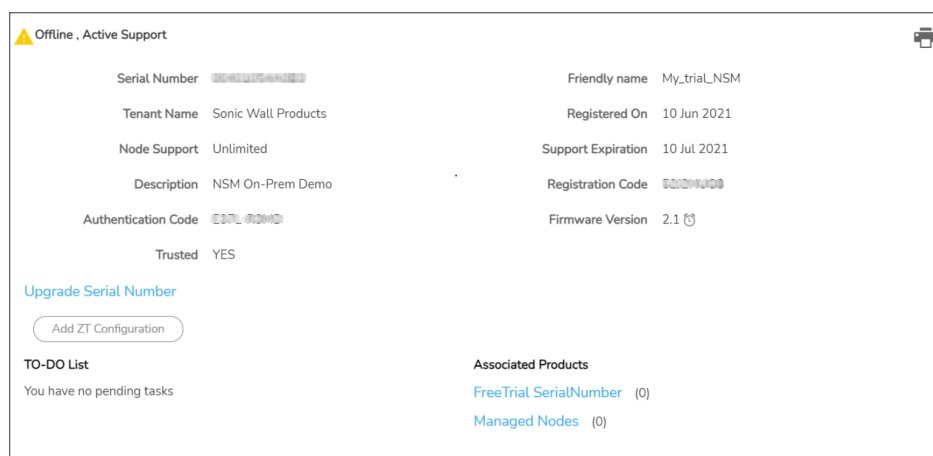 Offline , Active Support
Serial Number
Friendly name My_trial_NSM
Tenant Name Sonic Wall Products
Registered On 10 Jun 2021
Node Support Unlimited
Support Expiration 10 Jul 2021
Description NSM On-Prem Demo
Registration Code
Authentication Code
Firmware Version 2.1
Trusted YES
Upgrade Serial Number
Add ZT Configuration
TO-DO List
You have no pending tasks
Associated Products
FreeTrial SerialNumber (0)
Managed Nodes (0)